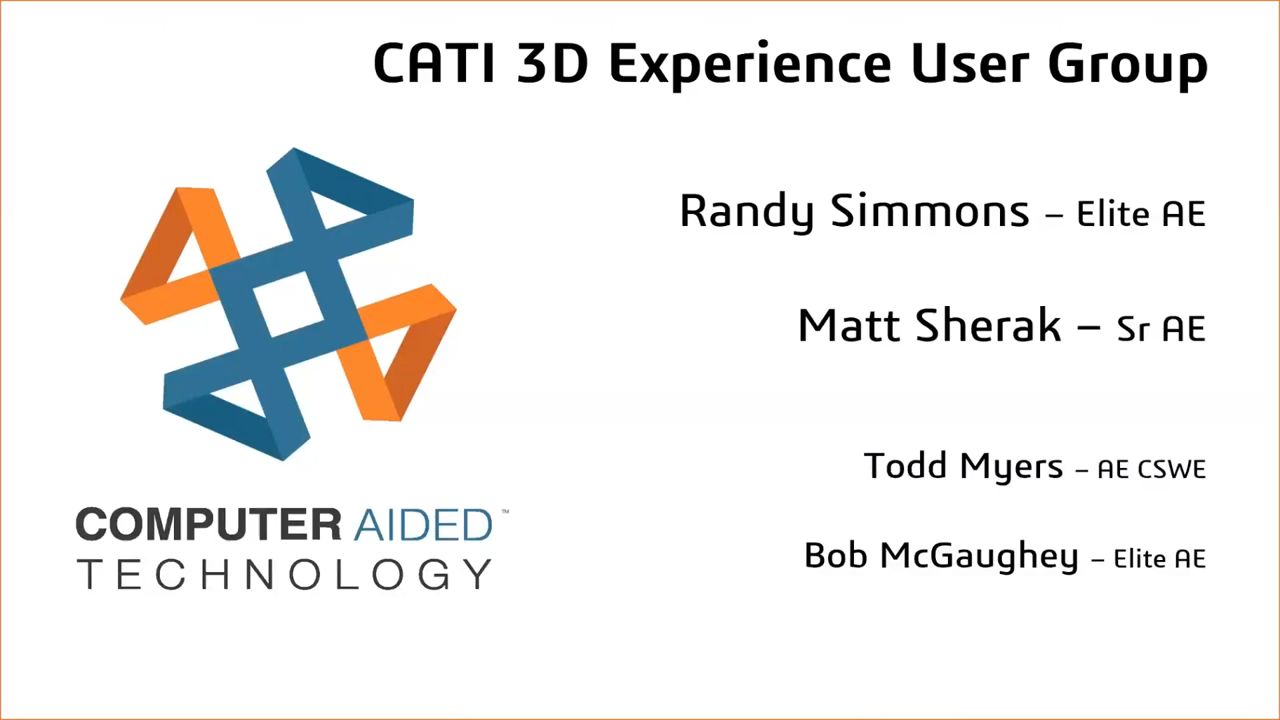 CATI 3D Experience User Group
Randy Simmons – Elite AE
Matt Sherak – Sr AE
Todd Myers – AE CSWE
Bob McGaughey – Elite AE
COMPUTER AIDED™
TECHNOLOGY